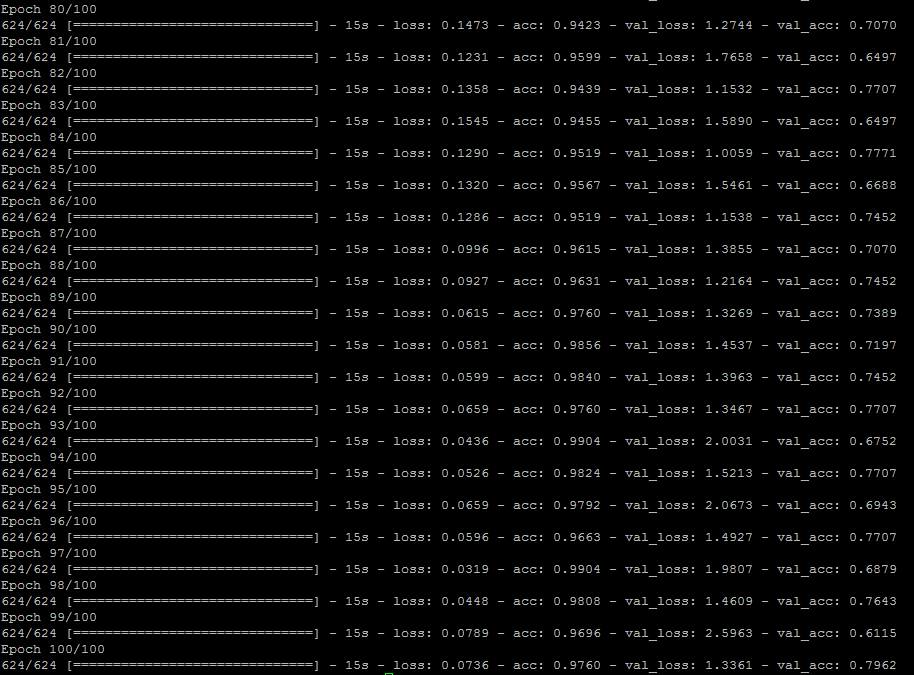 Epoch 80/100
624/624 [==============================] - 15s - loss: 0.1473 - acc: 0.9423 - val_loss: 1.2744 - val_acc: 0.7070
Epoch 81/100
624/624 [==============================] - 15s - loss: 0.1231 - acc: 0.9599 - val_loss: 1.7658 - val_acc: 0.6497
Epoch 82/100
624/624 [==============================] - 15s - loss: 0.1358 - acc: 0.9439 - val_loss: 1.1532 - val_acc: 0.7707
Epoch 83/100
624/624 [==============================] - 15s - loss: 0.1545 - acc: 0.9455 - val_loss: 1.5890 - val_acc: 0.6497
Epoch 84/100
624/624 [==============================] - 15s - loss: 0.1290 - acc: 0.9519 - val_loss: 1.0059 - val_acc: 0.7771
Epoch 85/100
624/624 [==============================] - 15s - loss: 0.1320 - acc: 0.9567 - val_loss: 1.5461 - val_acc: 0.6688
Epoch 86/100
624/624 [==============================] - 15s - loss: 0.1286 - acc: 0.9519 - val_loss: 1.1538 - val_acc: 0.7452
Epoch 87/100
624/624 [==============================] - 15s - loss: 0.0996 - acc: 0.9615 - val_loss: 1.3855 - val_acc: 0.7070
Epoch 88/100
624/624 [==============================] - 15s - loss: 0.0927 - acc: 0.9631 - val_loss: 1.2164 - val_acc: 0.7452
Epoch 89/100
624/624 [==============================] - 15s - loss: 0.0615 - acc: 0.9760 - val_loss: 1.3269 - val_acc: 0.7389
Epoch 90/100
624/624 [==============================] - 15s - loss: 0.0581 - acc: 0.9856 - val_loss: 1.4537 - val_acc: 0.7197
Epoch 91/100
624/624 [==============================] - 15s - loss: 0.0599 - acc: 0.9840 - val_loss: 1.3963 - val_acc: 0.7452
Epoch 92/100
624/624 [==============================] - 15s - loss: 0.0659 - acc: 0.9760 - val_loss: 1.3467 - val_acc: 0.7707
Epoch 93/100
624/624 [==============================] - 15s - loss: 0.0436 - acc: 0.9904 - val_loss: 2.0031 - val_acc: 0.6752
Epoch 94/100
624/624 [==============================] - 15s - loss: 0.0526 - acc: 0.9824 - val_loss: 1.5213 - val_acc: 0.7707
Epoch 95/100
624/624 [==============================] - 15s - loss: 0.0659 - acc: 0.9792 - val_loss: 2.0673 - val_acc: 0.6943
Epoch 96/100
624/624 [==============================] - 15s - loss: 0.0596 - acc: 0.9663 - val_loss: 1.4927 - val_acc: 0.7707
Epoch 97/100
624/624 [==============================] - 15s - loss: 0.0319 - acc: 0.9904 - val_loss: 1.9807 - val_acc: 0.6879
Epoch 98/100
624/624 [==============================] - 15s - loss: 0.0448 - acc: 0.9808 - val_loss: 1.4609 - val_acc: 0.7643
Epoch 99/100
624/624 [==============================] - 15s - loss: 0.0789 - acc: 0.9696 - val_loss: 2.5963 - val_acc: 0.6115
Epoch 100/100
624/624 [==============================] - 15s - loss: 0.0736 - acc: 0.9760 - val_loss: 1.3361 - val_acc: 0.7962